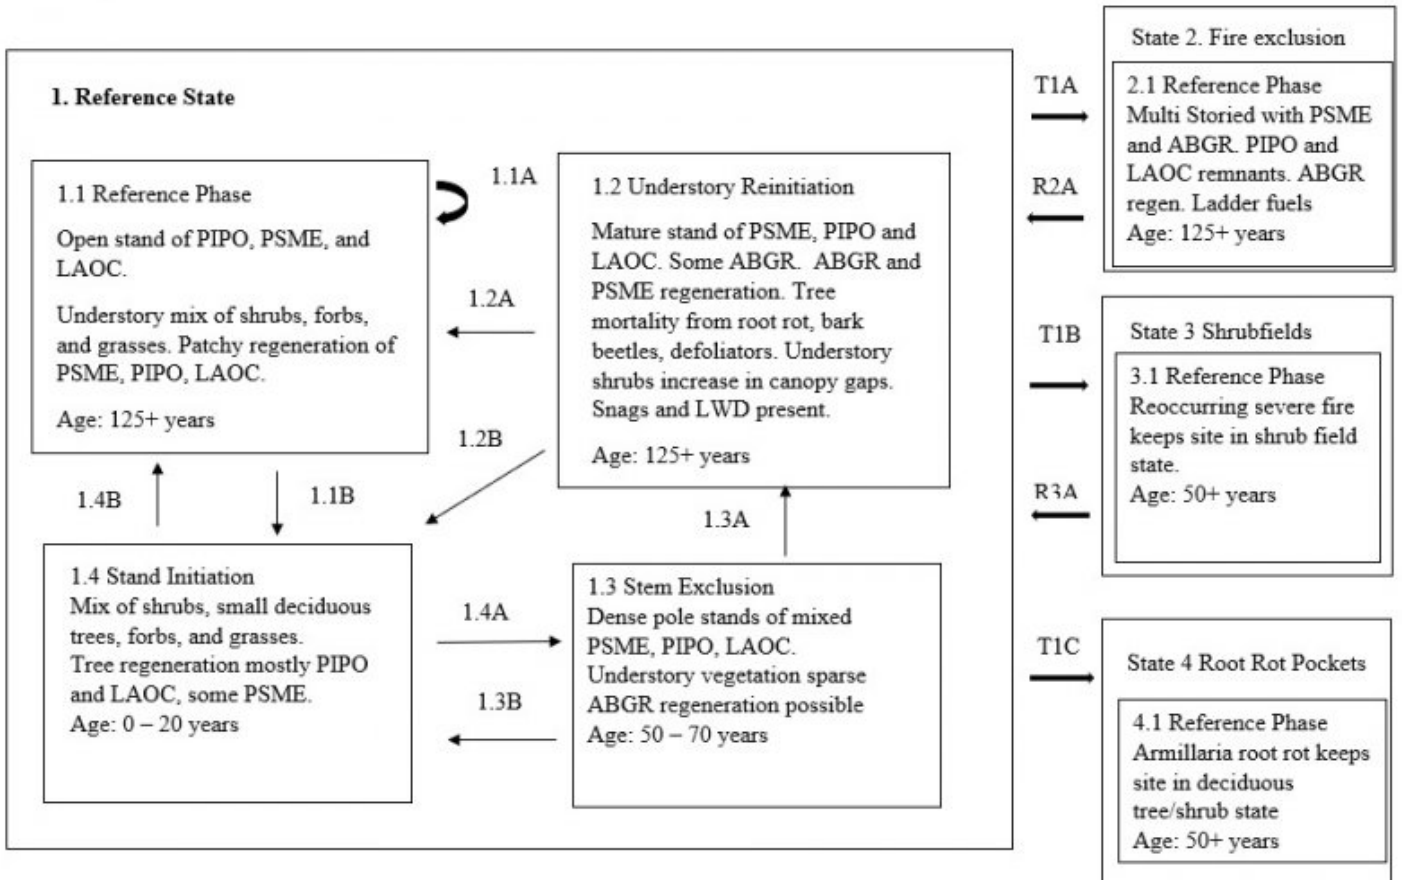 1. Reference State
1.1 Reference Phase
Open stand of PIPO, PSME, and
LAOC.
Understory mix of shrubs, forbs,
and grasses. Patchy regeneration of
PSME, PIPO, LAOC.
Age: 125+ years
1.1A
1.2 Understory Reinitiation
Mature stand of PSME, PIPO and
LAOC. Some ABGR.  ABGR and
PSME regeneration. Tree
mortality from root rot, bark
beetles, defoliators. Understory
shrubs increase in canopy gaps.
Snags and LWD present.
Age: 125+ years
1.2A
1.2B
1.4B
1.1B
1.3A
1.4 Stand Initiation
Mix of shrubs, small deciduous
trees, forbs, and grasses.
Tree regeneration mostly PIPO
and LAOC, some PSME.
Age: 0 – 20 years
1.4A
1.3B
1.3 Stem Exclusion
Dense pole stands of mixed
PSME, PIPO, LAOC.
Understory vegetation sparse
ABGR regeneration possible
Age: 50 – 70 years
T1A
R2A
State 2. Fire exclusion
2.1 Reference Phase
Multi Storied with PSME
and ABGR. PIPO and
LAOC remnants. ABGR
regen. Ladder fuels
Age: 125+ years
T1B
R3A
State 3 Shrubfields
3.1 Reference Phase
Reoccurring severe fire
keeps site in shrub field
state.
Age: 50+ years
T1C
State 4 Root Rot Pockets
4.1 Reference Phase
Armillaria root rot keeps
site in deciduous
tree/shrub state
Age: 50+ years